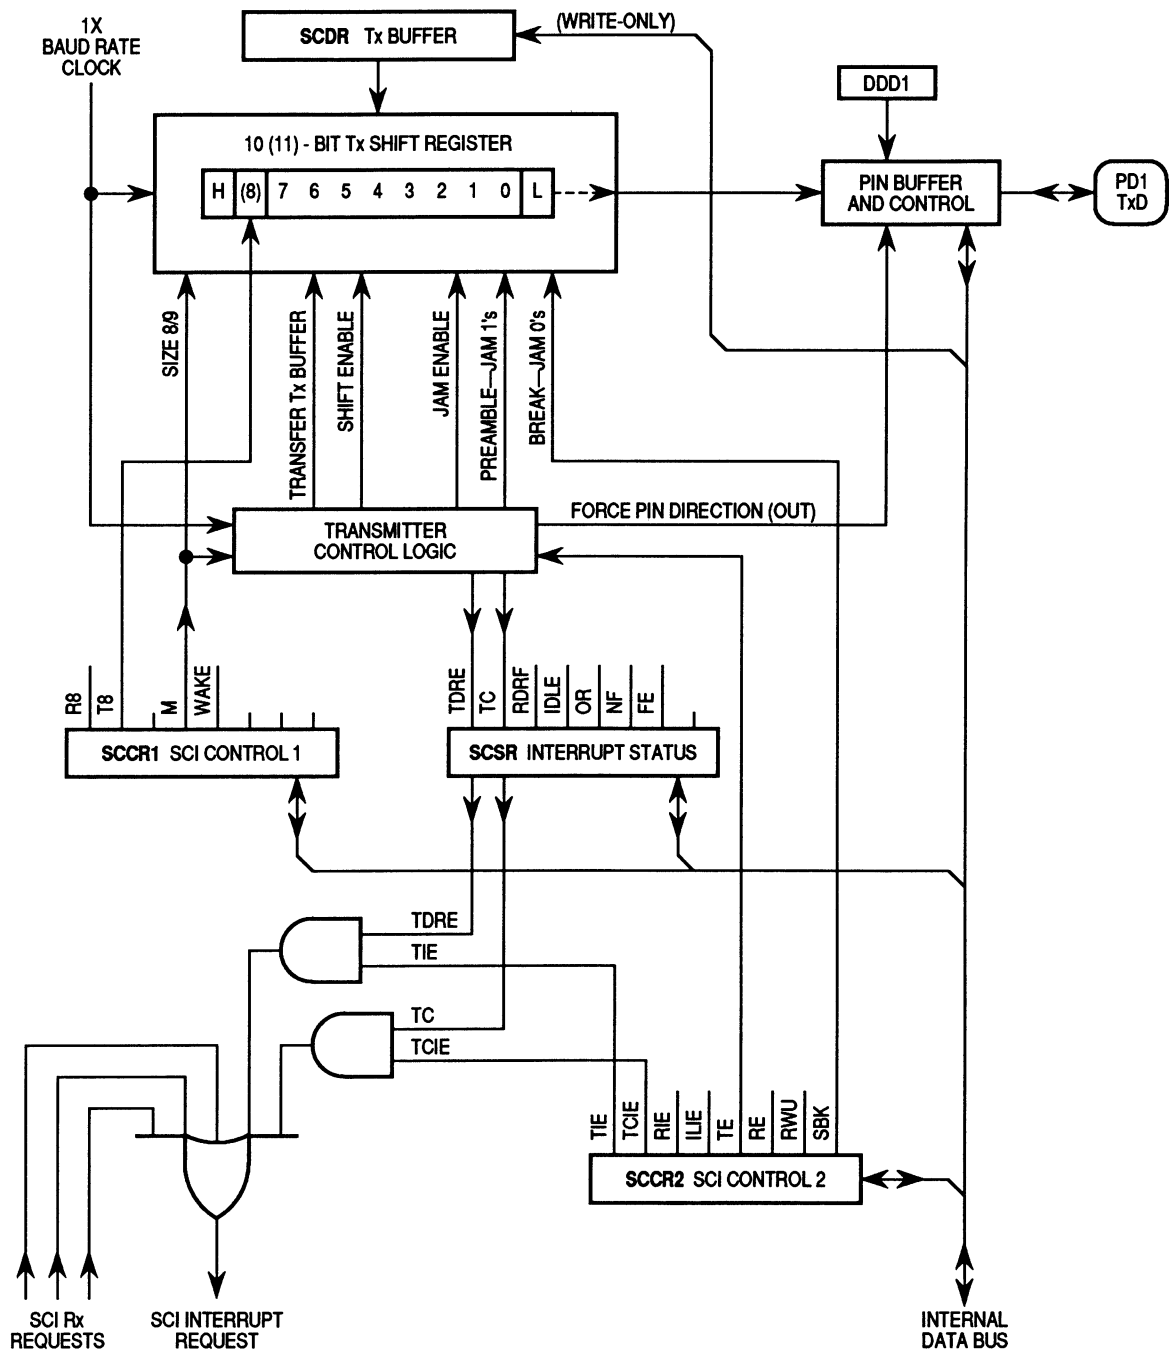 1X
BAUD RATE
CLOCK
SCDR Tx BUFFER
(WRITE-ONLY)
DDD1
10 (11) - BIT Tx SHIFT REGISTER
H (8) 7 6 5 4 3 2 1 0 L
PIN BUFFER
AND CONTROL
PD1
TxD
SIZE 8/9
TRANSFER Tx BUFFER
SHIFT ENABLE
JAM ENABLE
PREAMBLE—JAM 1's
BREAK—JAM 0's
FORCE PIN DIRECTION (OUT)
TRANSMITTER
CONTROL LOGIC
R8
T8
M
WAKE
TDRE
TC
RDRF
IDLE
OR
NF
FE
SCCR1 SCI CONTROL 1
SCSR INTERRUPT STATUS
TDRE
TIE
TC
TCIE
TIE
TCIE
RIE
ILIE
TE
RE
RWU
SBK
SCCR2 SCI CONTROL 2
SCI Rx
REQUESTS
SCI INTERRUPT
REQUEST
INTERNAL
DATA BUS